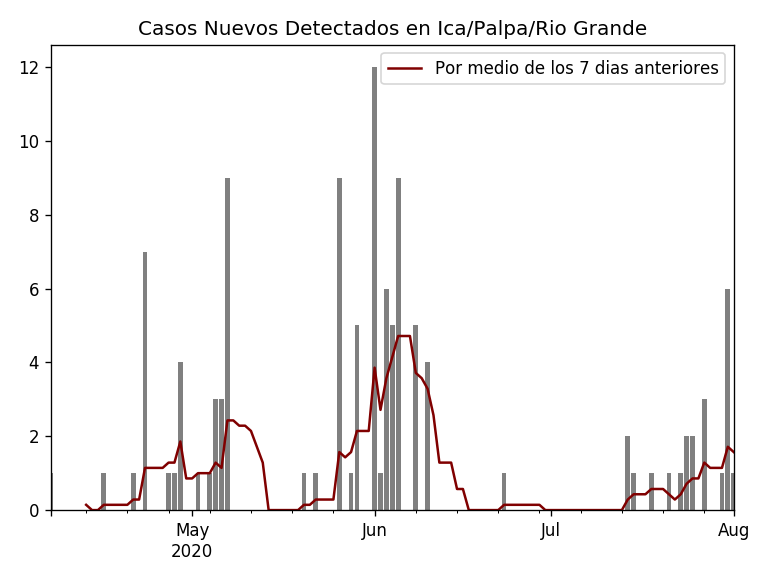 Casos Nuevos Detectados en Ica/Palpa/Rio Grande
Por medio de los 7 dias anteriores
12
10
8
6
4
2
0
May Jun Jul Aug
2020